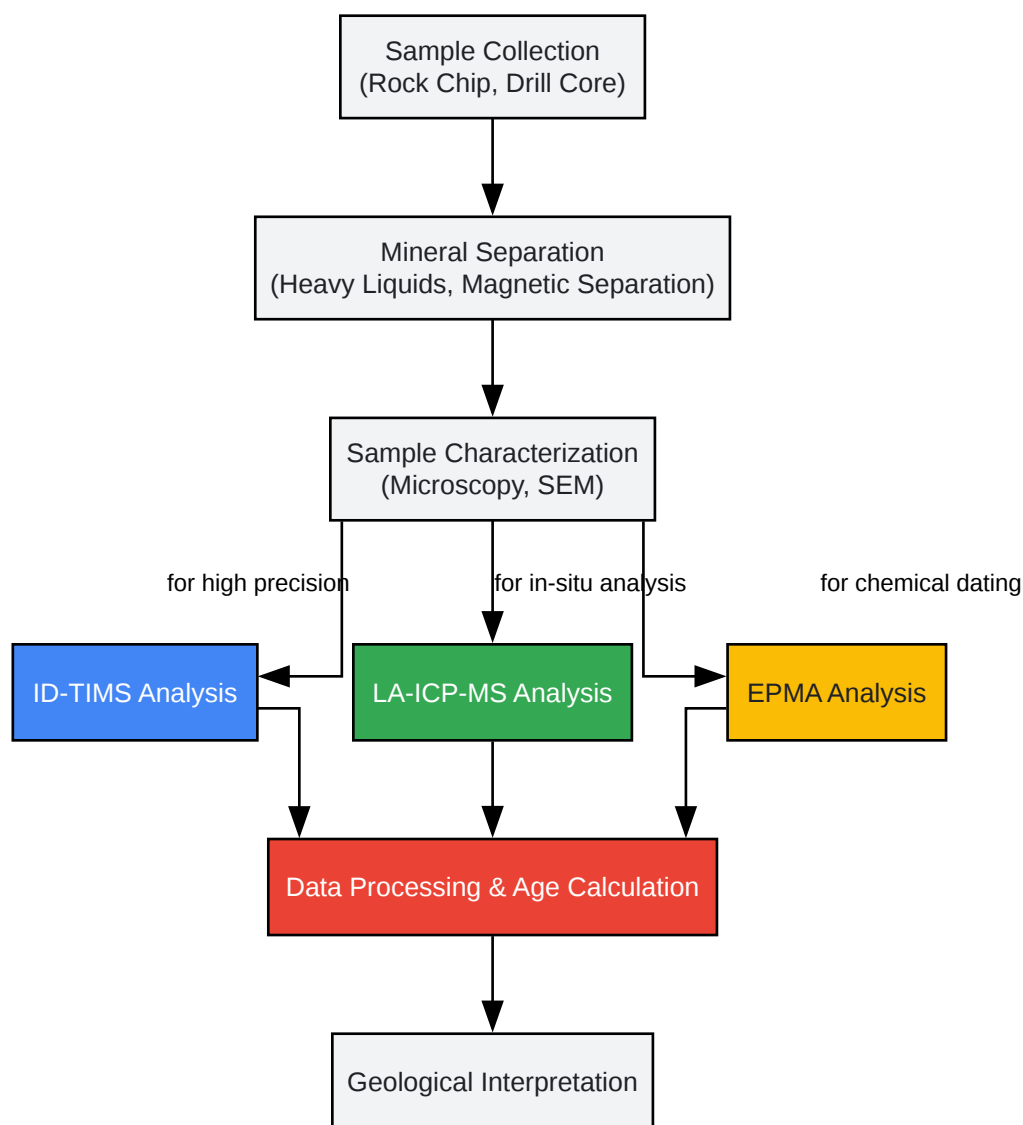 Sample Collection
(Rock Chip, Drill Core)
Mineral Separation
(Heavy Liquids, Magnetic Separation)
Sample Characterization
(Microscopy, SEM)
for high precision
for in-situ analysis
for chemical dating
ID-TIMS Analysis
LA-ICP-MS Analysis
EPMA Analysis
Data Processing & Age Calculation
Geological Interpretation